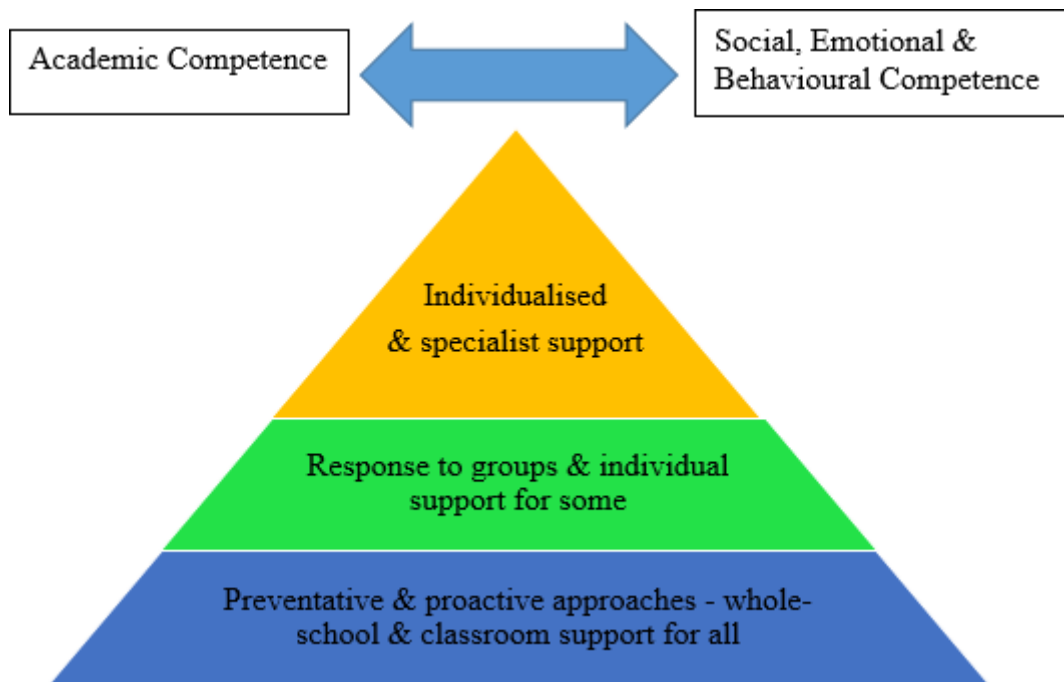 Academic Competence
Social, Emotional &
Behavioural Competence
Individualised
& specialist support
Response to groups & individual
support for some
Preventative & proactive approaches - whole-
school & classroom support for all